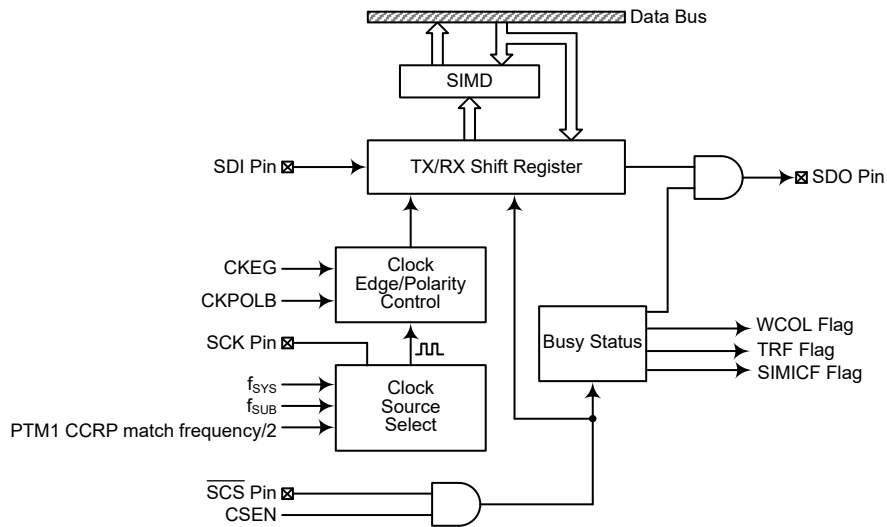 Data Bus
SIMD
SDI Pin
TX/RX Shift Register
SDO Pin
CKEG
CKPOLB
Clock
Edge/Polarity
Control
SCK Pin
Busy Status
WCOL Flag
TRF Flag
SIMICF Flag
fSYS
fSUB
PTM1 CCRP match frequency/2
Clock
Source
Select
SCS Pin
CSEN